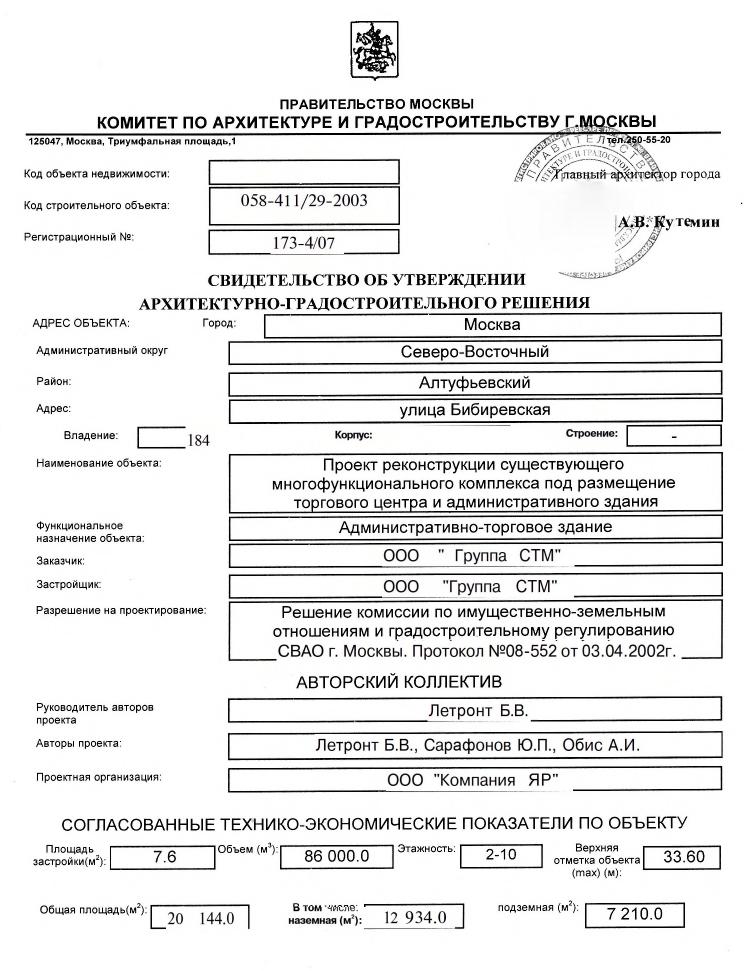 ПРАВИТЕЛЬСТВО МОСКВЫ
КОМИТЕТ ПО АРХИТЕКТУРЕ И ГРАДОСТРОИТЕЛЬСТВУ Г.МОСКВЫ
125047, Москва, Триумфальная площадь,1 тел.250-55-20
ПРАВИТЕЛЬСТВ
Код объекта недвижимости: Главный архитектор города
Код строительного объекта: 058-411/29-2003
А.В. Кутемин
Регистрационный №: 173-4/07
СВИДЕТЕЛЬСТВО ОБ УТВЕРЖДЕНИИ
АРХИТЕКТУРНО-ГРАДОСТРОИТЕЛЬНОГО РЕШЕНИЯ
АДРЕС ОБЪЕКТА: Город: Москва
Административный округ Северо-Восточный
Район: Алтуфьевский
Адрес: улица Бибиревская
Владение: 184 Корпус: Строение: -
Наименование объекта: Проект реконструкции существующего
многофункционального комплекса под размещение
торгового центра и административного здания
Функциональное
назначение объекта: Административно-торговое здание
Заказчик: ООО " Группа СТМ"
Застройщик: ООО "Группа СТМ"
Разрешение на проектирование: Решение комиссии по имущественно-земельным
отношениям и градостроительному регулированию
СВАО г. Москвы. Протокол №08-552 от 03.04.2002г.
АВТОРСКИЙ КОЛЛЕКТИВ
Руководитель авторов
проекта Летронт Б.В.
Авторы проекта: Летронт Б.В., Сарафонов Ю.П., Обис А.И.
Проектная организация: ООО "Компания ЯР"
СОГЛАСОВАННЫЕ ТЕХНИКО-ЭКОНОМИЧЕСКИЕ ПОКАЗАТЕЛИ ПО ОБЪЕКТУ
Площадь
застройки(м²): 7.6 Объем (м³): 86 000.0 Этажность: 2-10 Верхняя
отметка объекта
(max) (м): 33.60
Общая площадь(м²): 20 144.0 В том числе:
наземная (м²): 12 934.0 подземная (м²): 7 210.0